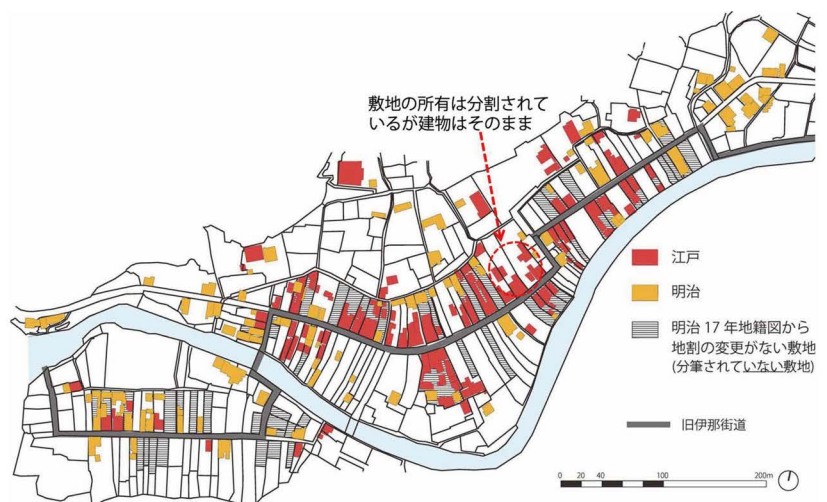 敷地の所有は分割されて
いるが建物はそのまま
江戸
明治
明治17年地籍図から
地割の変更がない敷地
(分筆されていない敷地)
旧伊那街道
0 20 40 100 200m